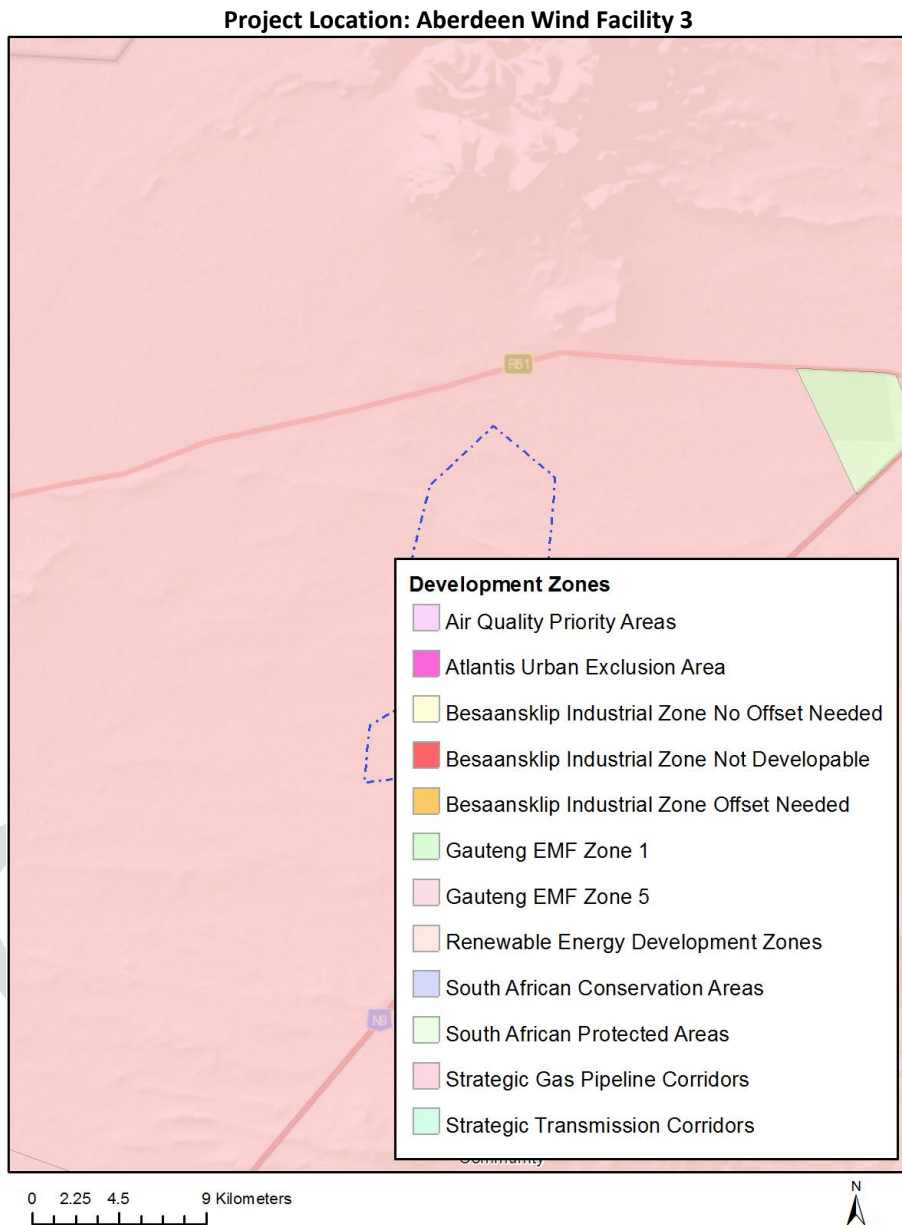 Project Location: Aberdeen Wind Facility 3
R61
Development Zones
Air Quality Priority Areas
Atlantis Urban Exclusion Area
Besaansklip Industrial Zone No Offset Needed
Besaansklip Industrial Zone Not Developable
Besaansklip Industrial Zone Offset Needed
Gauteng EMF Zone 1
Gauteng EMF Zone 5
Renewable Energy Development Zones
South African Conservation Areas
N9
South African Protected Areas
Strategic Gas Pipeline Corridors
Strategic Transmission Corridors
Community
0 2.25 4.5 9 Kilometers
N